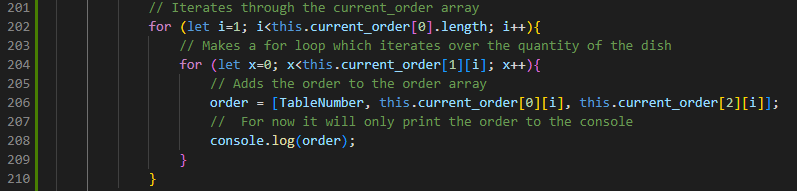 201 // Iterates through the current_order array
202 for (let i=1; i<this.current_order[0].length; i++){
203 // Makes a for loop which iterates over the quantity of the dish
204 for (let x=0; x<this.current_order[1][i]; x++){
205 // Adds the order to the order array
206 order = [TableNumber, this.current_order[0][i], this.current_order[2][i]];
207 //  For now it will only print the order to the console
208 console.log(order);
209 }
210 }